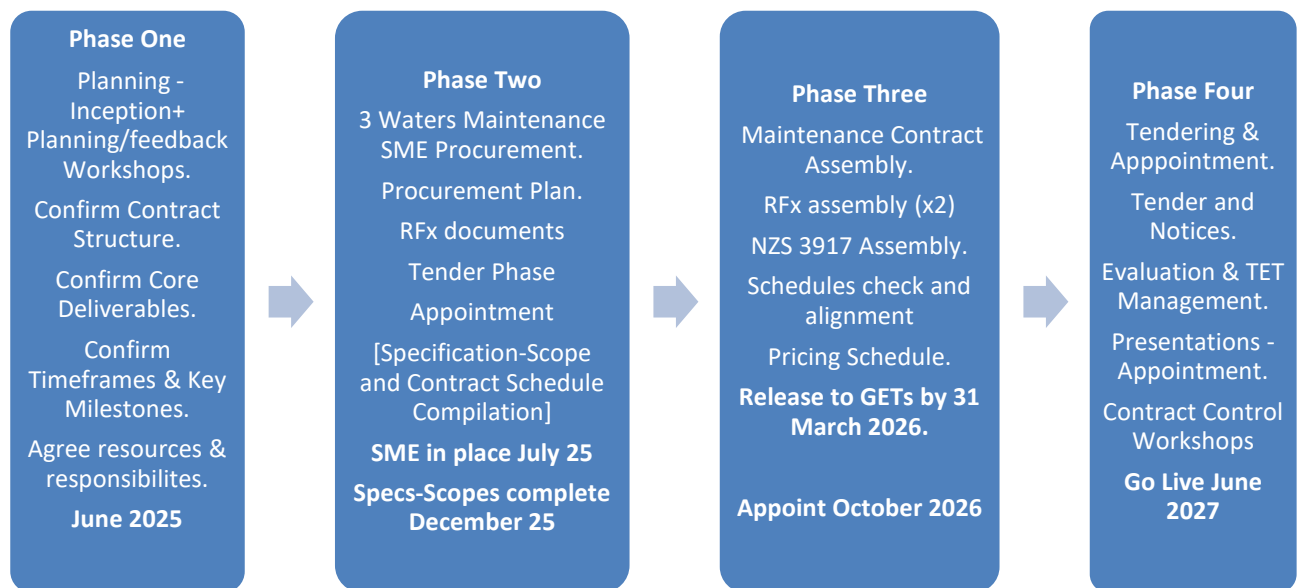 Phase One
Planning -
Inception+
Planning/feedback
Workshops.
Confirm Contract
Structure.
Confirm Core
Deliverables.
Confirm
Timeframes & Key
Milestones.
Agree resources &
responsibilites.
June 2025
Phase Two
3 Waters Maintenance
SME Procurement.
Procurement Plan.
RFx documents
Tender Phase
Appointment
[Specification-Scope
and Contract Schedule
Compilation]
SME in place July 25
Specs-Scopes complete
December 25
Phase Three
Maintenance Contract
Assembly.
RFx assembly (x2)
NZS 3917 Assembly.
Schedules check and
alignment
Pricing Schedule.
Release to GETs by 31
March 2026.
Appoint October 2026
Phase Four
Tendering &
Apppointment.
Tender and
Notices.
Evaluation & TET
Management.
Presentations -
Appointment.
Contract Control
Workshops
Go Live June
2027